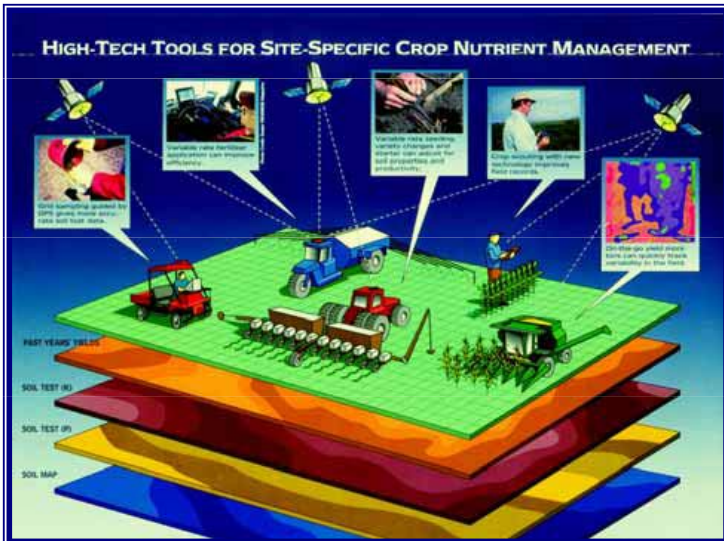 HIGH-TECH TOOLS FOR SITE-SPECIFIC CROP NUTRIENT MANAGEMENT
Grid sampling guided by
GPS gives more accu-
rate soil test data.
Variable rate fertilizer
application can improve
efficiency.
Variable rate seeding,
variety changes and
starter can adjust for
soil properties and
productivity.
Crop scouting with new
technology improves
field records.
On-the-go yield moni-
tors can quickly track
variability in the field.
PAST YEARS' YIELDS
SOIL TEST (K)
SOIL TEST (P)
SOIL MAP